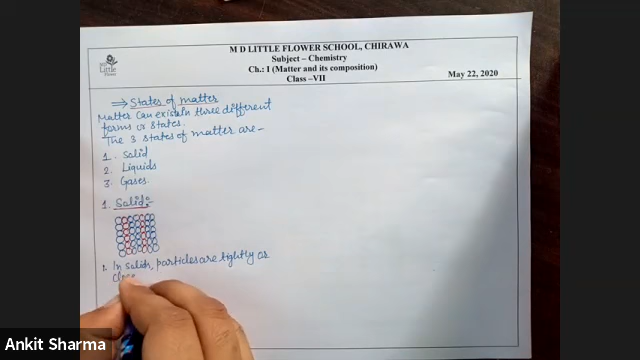 M D LITTLE FLOWER SCHOOL, CHIRAWA
Subject – Chemistry
Ch.: I (Matter and its composition)
Class –VII
May 22, 2020
Little
Flower
⇒ States of matter
Matter Can exist in three different
forms or States.
The 3 States of matter are –
1. Solid
2. Liquids
3. Gases.
1. Solid:-
1. In Solids, particles are tightly or
Close
Ankit Sharma